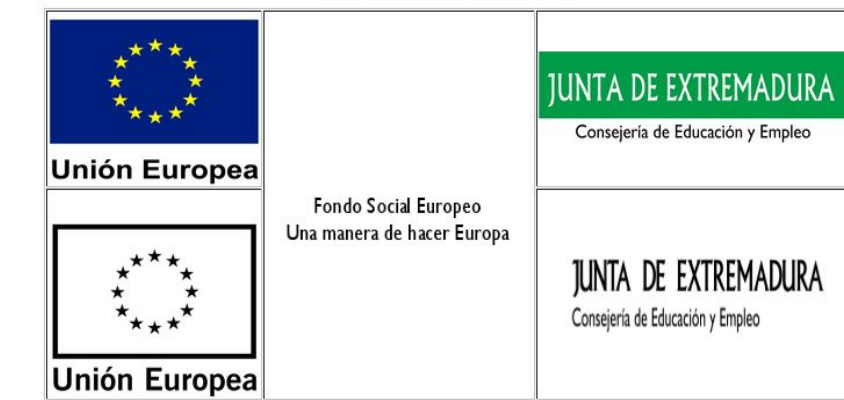 Unión Europea
Fondo Social Europeo
Una manera de hacer Europa
JUNTA DE EXTREMADURA
Consejería de Educación y Empleo
Unión Europea
JUNTA DE EXTREMADURA
Consejería de Educación y Empleo